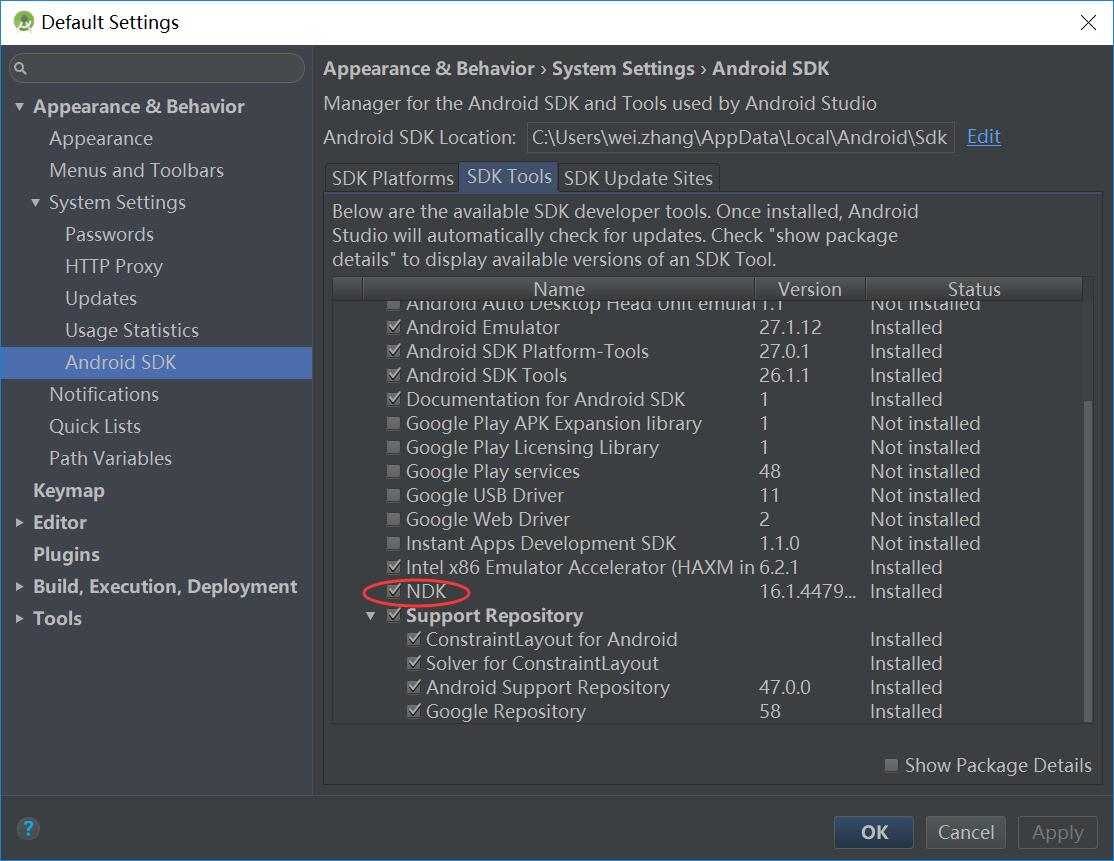 Default Settings
Appearance & Behavior
Appearance
Menus and Toolbars
System Settings
Passwords
HTTP Proxy
Updates
Usage Statistics
Android SDK
Notifications
Quick Lists
Path Variables
Keymap
Editor
Plugins
Build, Execution, Deployment
Tools
Appearance & Behavior › System Settings › Android SDK
Manager for the Android SDK and Tools used by Android Studio
Android SDK Location: C:\Users\wei.zhang\AppData\Local\Android\Sdk Edit
SDK Platforms SDK Tools SDK Update Sites
Below are the available SDK developer tools. Once installed, Android
Studio will automatically check for updates. Check "show package
details" to display available versions of an SDK Tool.
Name Version Status
Android Auto Desktop Head Unit emulat 1.1 Not installed
Android Emulator 27.1.12 Installed
Android SDK Platform-Tools 27.0.1 Installed
Android SDK Tools 26.1.1 Installed
Documentation for Android SDK 1 Installed
Google Play APK Expansion library 1 Not installed
Google Play Licensing Library 1 Not installed
Google Play services 48 Not installed
Google USB Driver 11 Not installed
Google Web Driver 2 Not installed
Instant Apps Development SDK 1.1.0 Not installed
Intel x86 Emulator Accelerator (HAXM in 6.2.1 Installed
NDK 16.1.4479... Installed
Support Repository
ConstraintLayout for Android Installed
Solver for ConstraintLayout Installed
Android Support Repository 47.0.0 Installed
Google Repository 58 Installed
Show Package Details
?
OK Cancel Apply